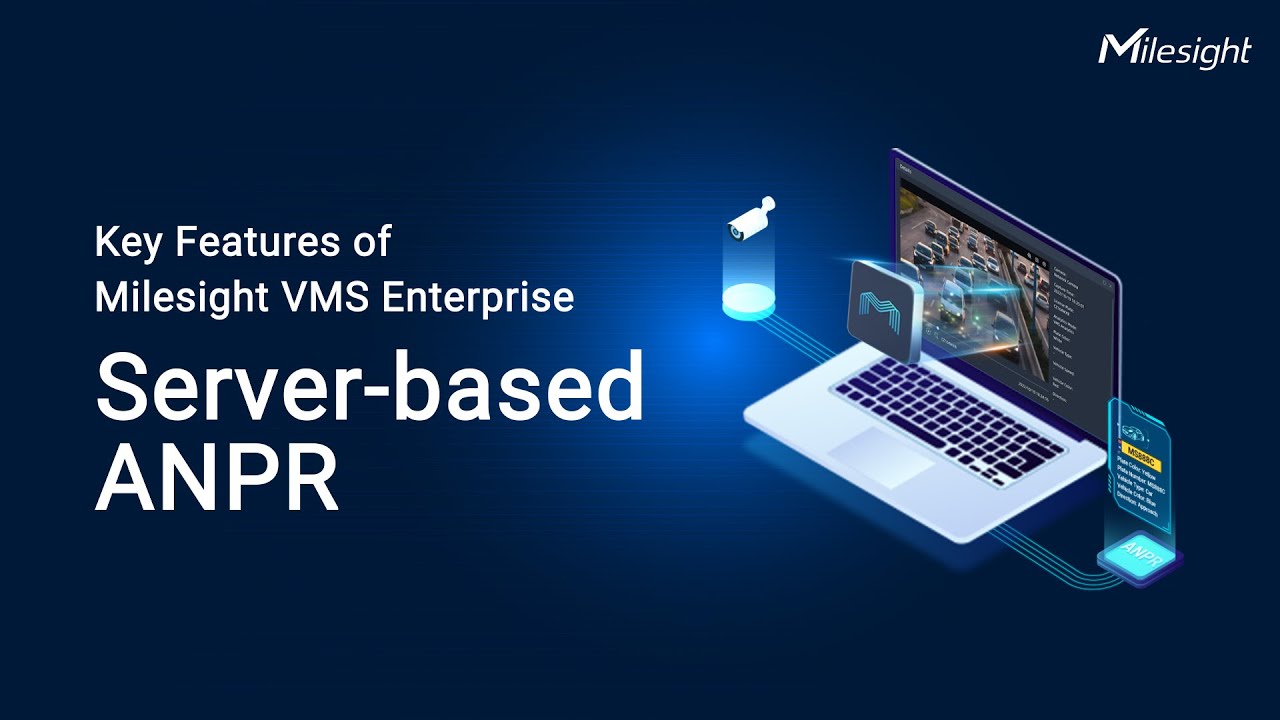 Milesight
Key Features of
Milesight VMS Enterprise
Server-based
ANPR
Details
MS888C
Plate Color: Yellow
Plate Number: MS888C
Vehicle Type: Car
Vehicle Color: Blue
Direction: Approach
ANPR